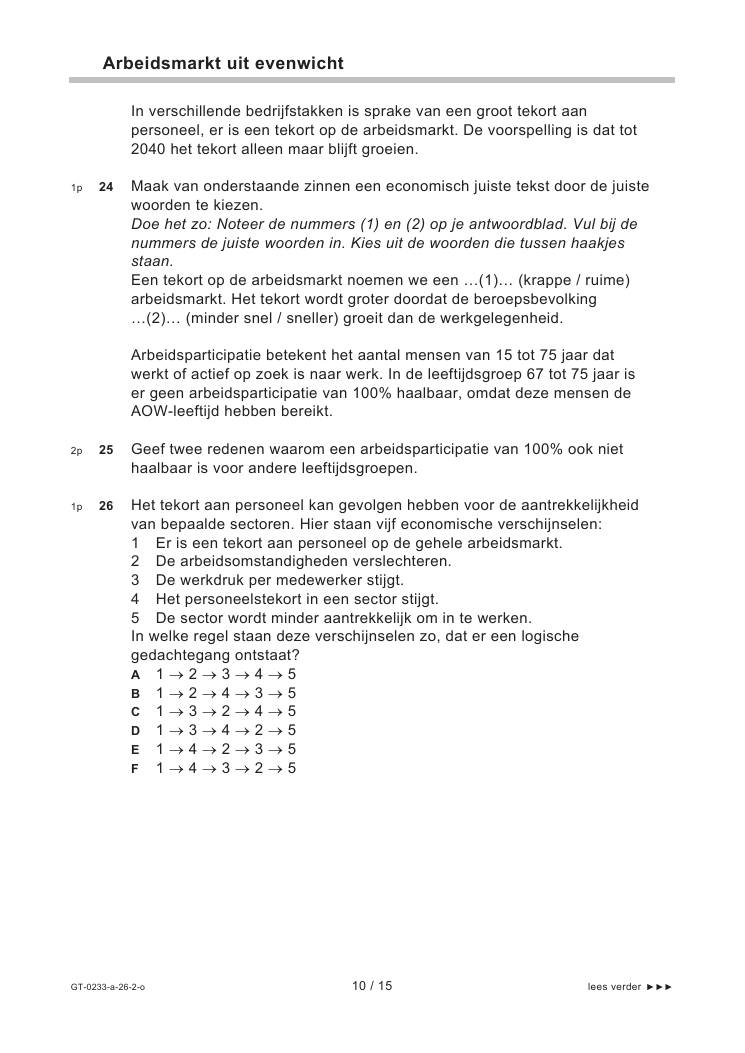 Arbeidsmarkt uit evenwicht
In verschillende bedrijfstakken is sprake van een groot tekort aan
personeel, er is een tekort op de arbeidsmarkt. De voorspelling is dat tot
2040 het tekort alleen maar blijft groeien.
1p 24 Maak van onderstaande zinnen een economisch juiste tekst door de juiste
woorden te kiezen.
Doe het zo: Noteer de nummers (1) en (2) op je antwoordblad. Vul bij de
nummers de juiste woorden in. Kies uit de woorden die tussen haakjes
staan.
Een tekort op de arbeidsmarkt noemen we een …(1)… (krappe / ruime)
arbeidsmarkt. Het tekort wordt groter doordat de beroepsbevolking
…(2)… (minder snel / sneller) groeit dan de werkgelegenheid.
Arbeidsparticipatie betekent het aantal mensen van 15 tot 75 jaar dat
werkt of actief op zoek is naar werk. In de leeftijdsgroep 67 tot 75 jaar is
er geen arbeidsparticipatie van 100% haalbaar, omdat deze mensen de
AOW-leeftijd hebben bereikt.
2p 25 Geef twee redenen waarom een arbeidsparticipatie van 100% ook niet
haalbaar is voor andere leeftijdsgroepen.
1p 26 Het tekort aan personeel kan gevolgen hebben voor de aantrekkelijkheid
van bepaalde sectoren. Hier staan vijf economische verschijnselen:
1 Er is een tekort aan personeel op de gehele arbeidsmarkt.
2 De arbeidsomstandigheden verslechteren.
3 De werkdruk per medewerker stijgt.
4 Het personeelstekort in een sector stijgt.
5 De sector wordt minder aantrekkelijk om in te werken.
In welke regel staan deze verschijnselen zo, dat er een logische
gedachtegang ontstaat?
A 1 → 2 → 3 → 4 → 5
B 1 → 2 → 4 → 3 → 5
C 1 → 3 → 2 → 4 → 5
D 1 → 3 → 4 → 2 → 5
E 1 → 4 → 2 → 3 → 5
F 1 → 4 → 3 → 2 → 5
GT-0233-a-26-2-o 10 / 15 lees verder ►►►